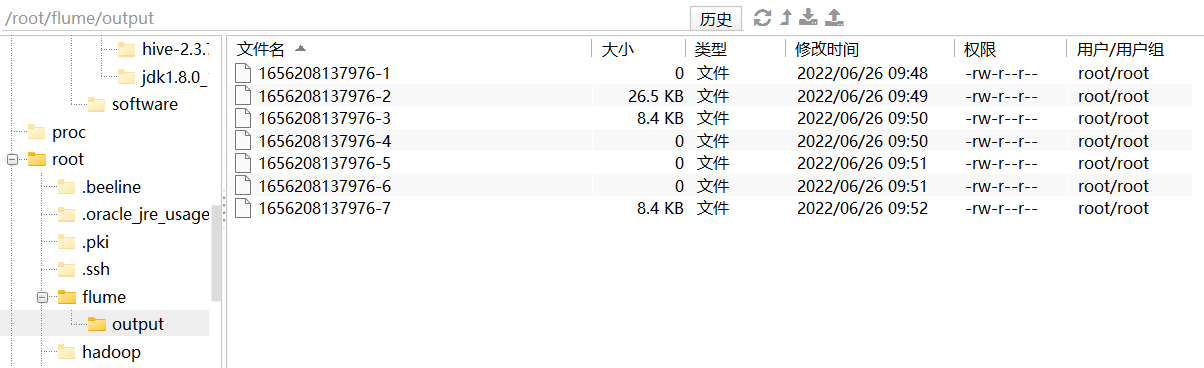 /root/flume/output 历史
hive-2.3.7
jdk1.8.0_
software
proc
root
.beeline
.oracle_jre_usage
.pki
.ssh
flume
output
hadoop
文件名 大小 类型 修改时间 权限 用户/用户组
1656208137976-1 0 文件 2022/06/26 09:48 -rw-r--r-- root/root
1656208137976-2 26.5 KB 文件 2022/06/26 09:49 -rw-r--r-- root/root
1656208137976-3 8.4 KB 文件 2022/06/26 09:50 -rw-r--r-- root/root
1656208137976-4 0 文件 2022/06/26 09:50 -rw-r--r-- root/root
1656208137976-5 0 文件 2022/06/26 09:51 -rw-r--r-- root/root
1656208137976-6 0 文件 2022/06/26 09:51 -rw-r--r-- root/root
1656208137976-7 8.4 KB 文件 2022/06/26 09:52 -rw-r--r-- root/root